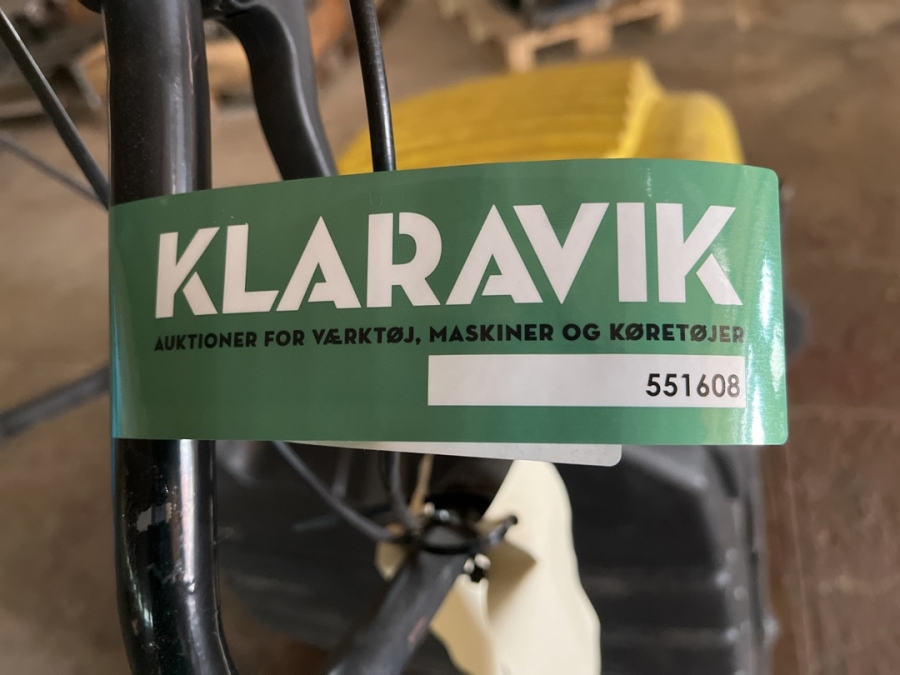 KLARAVIK
AUKTIONER FOR VÆRKTØJ, MASKINER OG KØRETØJER
551608